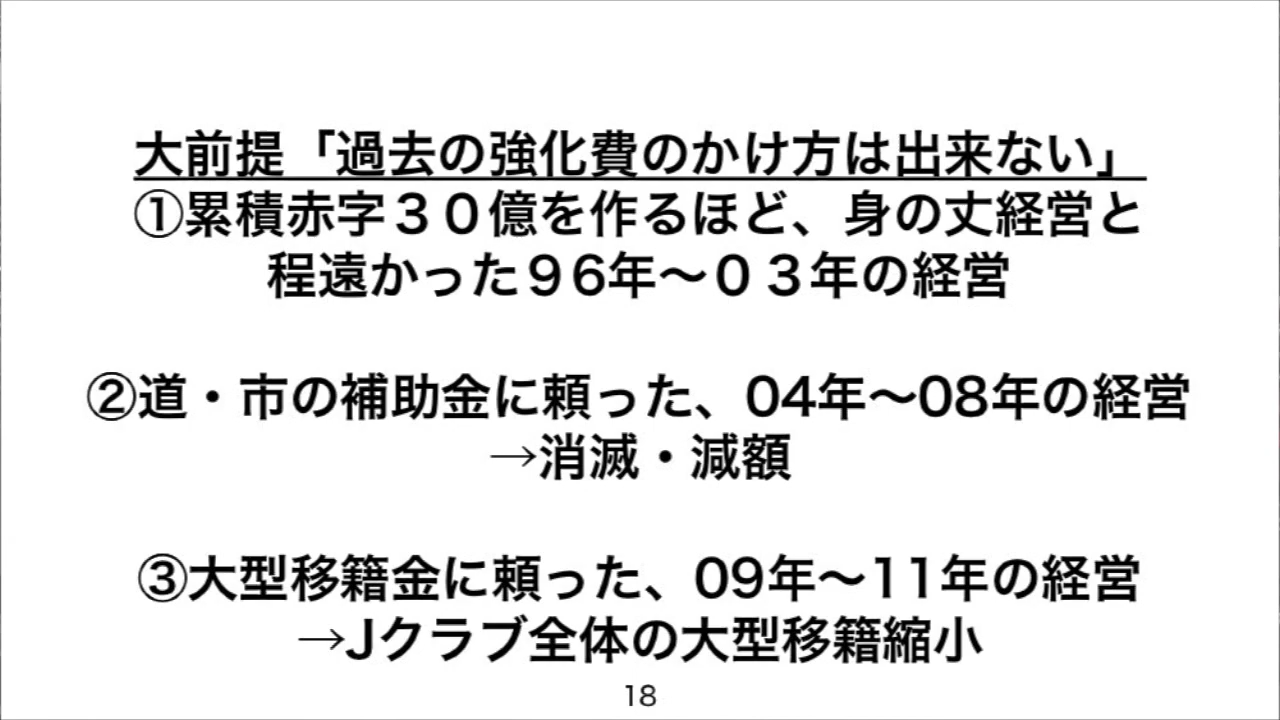 大前提「過去の強化費のかけ方は出来ない」
①累積赤字３０億を作るほど、身の丈経営と
程遠かった９6年〜０３年の経営
②道・市の補助金に頼った、04年〜08年の経営
→消滅・減額
③大型移籍金に頼った、09年〜11年の経営
→Jクラブ全体の大型移籍縮小
18